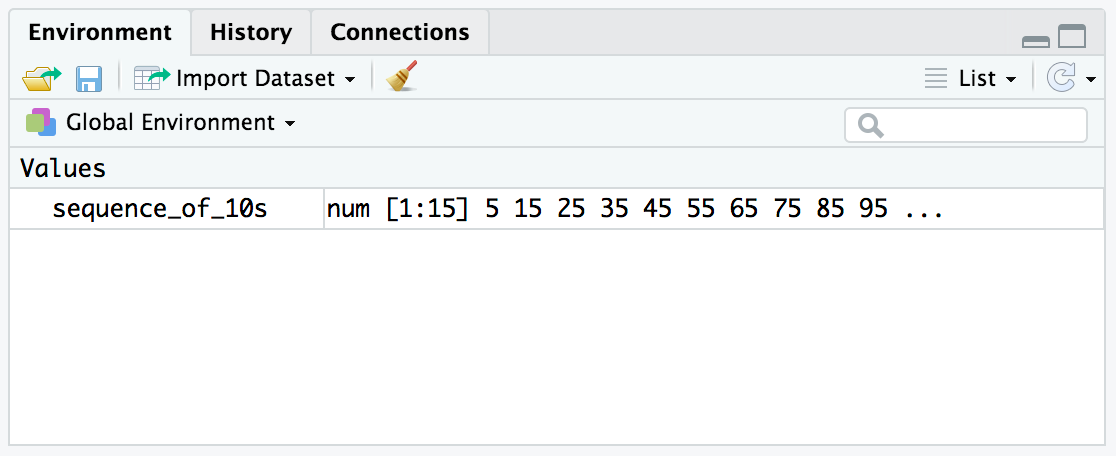 Environment History Connections
Import Dataset List
Global Environment
Values
sequence_of_10s num [1:15] 5 15 25 35 45 55 65 75 85 95 ...